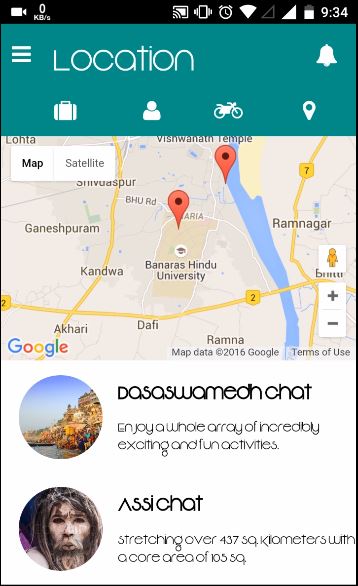 0
KB/s
9:34
Location
Lohta
Vishwanath Temple
Map
Satellite
Shivdaspur
7
BHU Rd
ARIA
Ganeshpuram
Ramnagar
Kandwa
Banaras Hindu
University
Bhitti
2
2
Akhari
Dafi
Ramna
Google
Map data ©2016 Google
Terms of Use
Dasaswamedh Ghat
Enjoy a whole array of incredibly
exciting and fun activities.
Assi Ghat
Stretching over 437 sq. kilometers with
a core area of 105 sq.